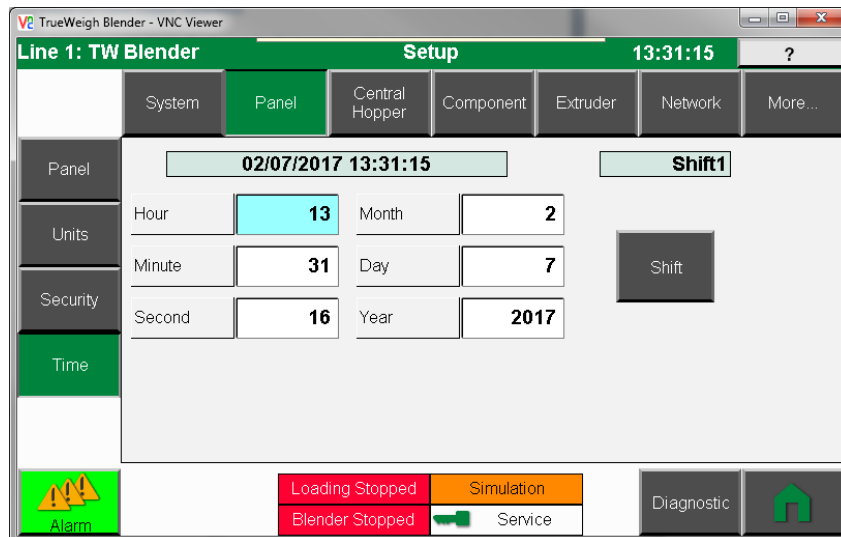 TrueWeigh Blender - VNC Viewer
Line 1: TW Blender Setup 13:31:15 ?
System Panel Central Hopper Component Extruder Network More...
Panel 02/07/2017 13:31:15 Shift1
Hour 13 Month 2
Units
Minute 31 Day 7 Shift
Security
Second 16 Year 2017
Time
Loading Stopped Simulation
Diagnostic
Alarm Blender Stopped Service